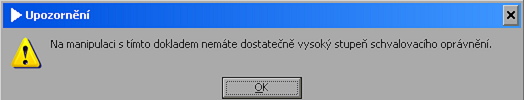 Upozornění
Na manipulaci s tímto dokladem nemáte dostatečně vysoký stupeň schvalovacího oprávnění.
OK